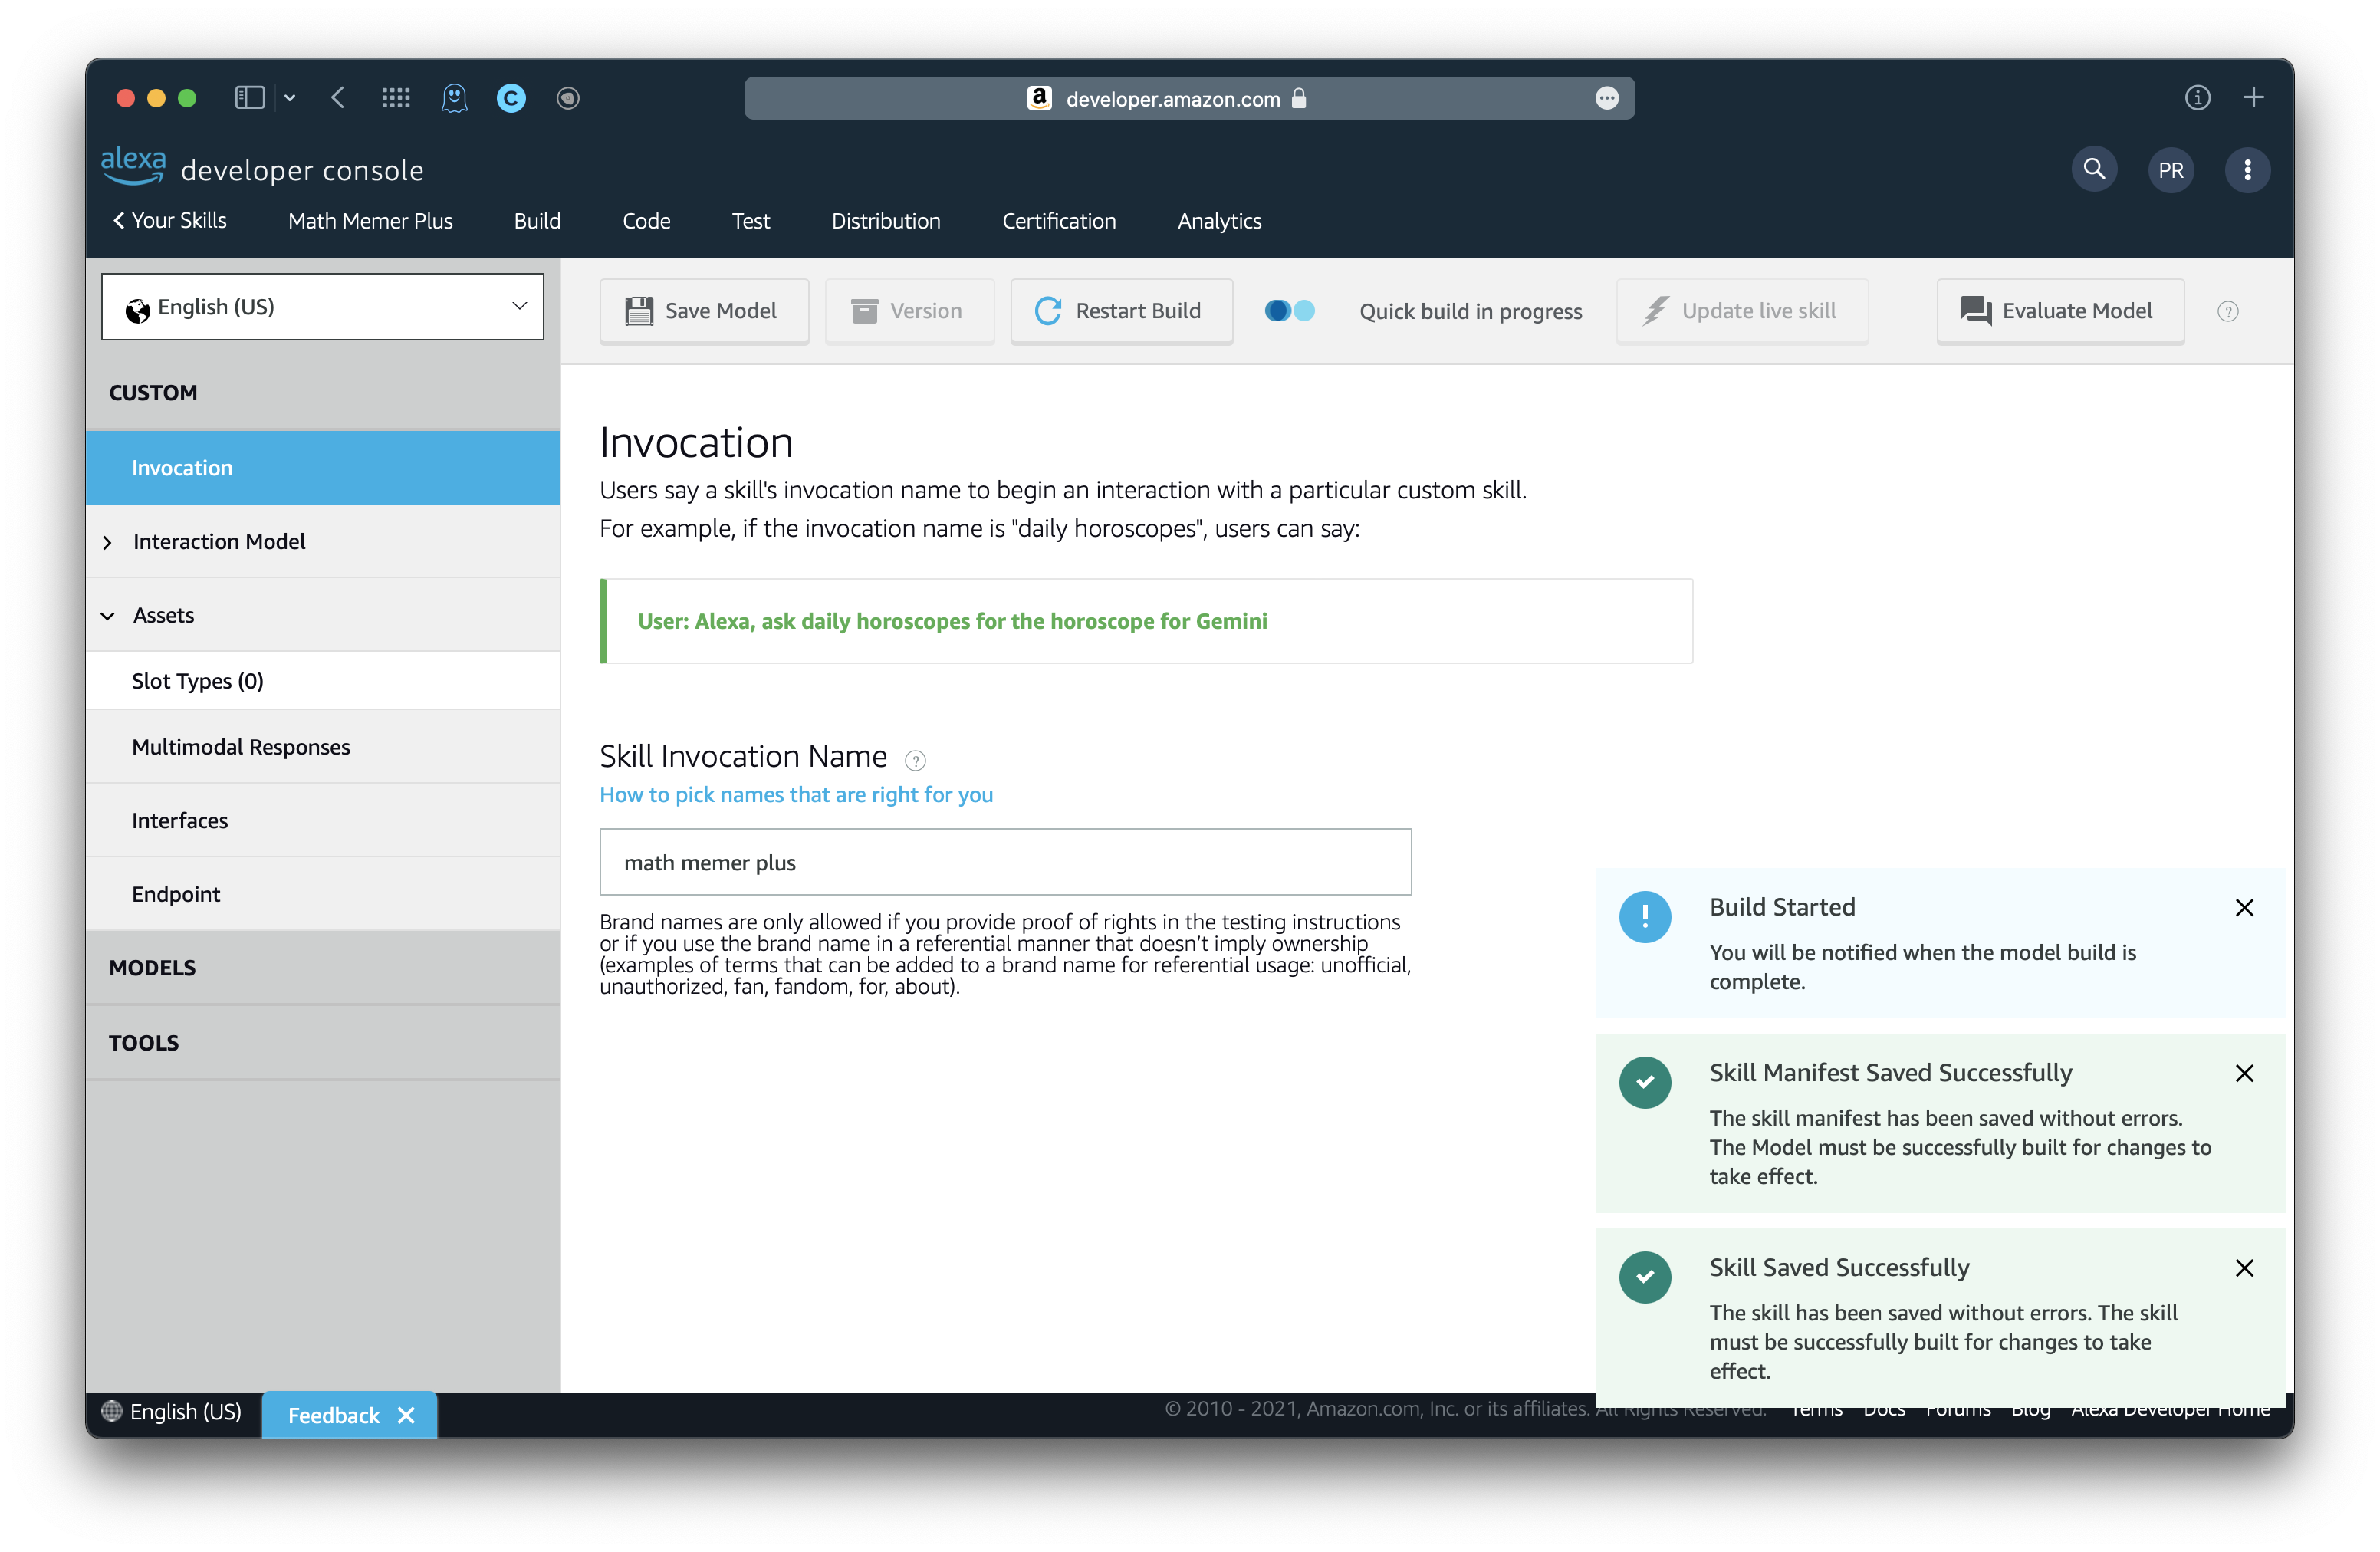 developer.amazon.com
alexa developer console
PR
Your Skills Math Memer Plus Build Code Test Distribution Certification Analytics
English (US)
Save Model Version Restart Build Quick build in progress Update live skill Evaluate Model ?
CUSTOM
Invocation
Interaction Model
Assets
Slot Types (0)
Multimodal Responses
Interfaces
Endpoint
MODELS
TOOLS
Invocation
Users say a skill's invocation name to begin an interaction with a particular custom skill.
For example, if the invocation name is "daily horoscopes", users can say:
User: Alexa, ask daily horoscopes for the horoscope for Gemini
Skill Invocation Name ?
How to pick names that are right for you
math memer plus
Brand names are only allowed if you provide proof of rights in the testing instructions
or if you use the brand name in a referential manner that doesn’t imply ownership
(examples of terms that can be added to a brand name for referential usage: unofficial,
unauthorized, fan, fandom, for, about).
Build Started
You will be notified when the model build is
complete.
Skill Manifest Saved Successfully
The skill manifest has been saved without errors.
The Model must be successfully built for changes to
take effect.
Skill Saved Successfully
The skill has been saved without errors. The skill
must be successfully built for changes to take
effect.
English (US) Feedback © 2010 - 2021, Amazon.com, Inc. or its affiliates. All Rights Reserved. Terms Docs Forums Blog Alexa Developer Home